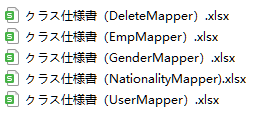 クラス仕様書（DeleteMapper）.xlsx
クラス仕様書（EmpMapper）.xlsx
クラス仕様書（GenderMapper）.xlsx
クラス仕様書（NationalityMapper).xlsx
クラス仕様書（UserMapper）.xlsx